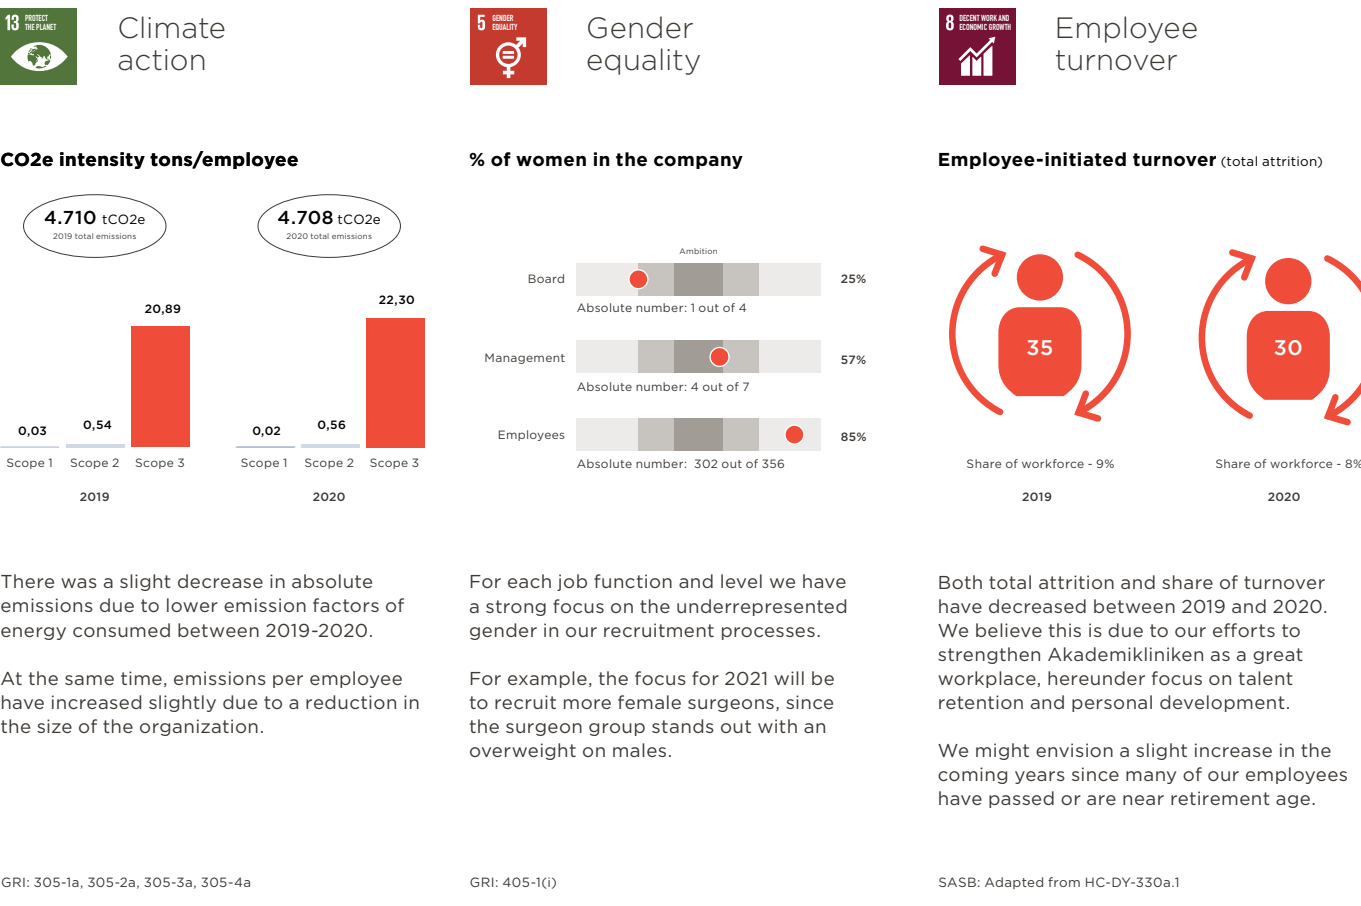 13 PROTECT
THE PLANET
Climate
action
CO2e intensity tons/employee
4.710 tCO2e
2019 total emissions
4.708 tCO2e
2020 total emissions
0,03
0,54
20,89
0,02
0,56
22,30
Scope 1 Scope 2 Scope 3
Scope 1 Scope 2 Scope 3
2019
2020
There was a slight decrease in absolute
emissions due to lower emission factors of
energy consumed between 2019-2020.
At the same time, emissions per employee
have increased slightly due to a reduction in
the size of the organization.
GRI: 305-1a, 305-2a, 305-3a, 305-4a
5 GENDER
EQUALITY
Gender
equality
% of women in the company
Ambition
Board 25%
Absolute number: 1 out of 4
Management 57%
Absolute number: 4 out of 7
Employees 85%
Absolute number: 302 out of 356
For each job function and level we have
a strong focus on the underrepresented
gender in our recruitment processes.
For example, the focus for 2021 will be
to recruit more female surgeons, since
the surgeon group stands out with an
overweight on males.
GRI: 405-1(i)
8 DECENT WORK AND
ECONOMIC GROWTH
Employee
turnover
Employee-initiated turnover (total attrition)
35
30
Share of workforce - 9%
Share of workforce - 8%
2019
2020
Both total attrition and share of turnover
have decreased between 2019 and 2020.
We believe this is due to our efforts to
strengthen Akademikliniken as a great
workplace, hereunder focus on talent
retention and personal development.
We might envision a slight increase in the
coming years since many of our employees
have passed or are near retirement age.
SASB: Adapted from HC-DY-330a.1